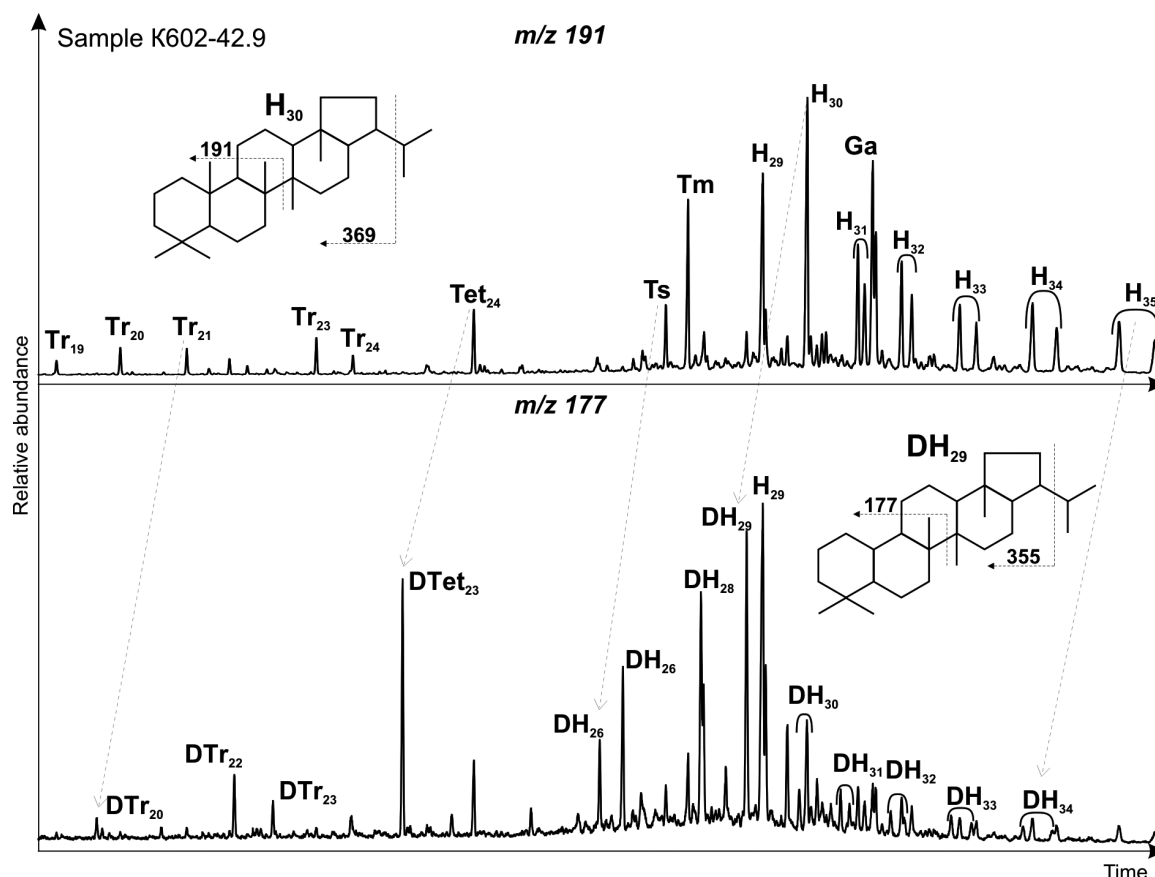 Sample K602-42.9
m/z 191
H₃₀
191
369
Tr₁₉
Tr₂₀
Tr₂₁
Tr₂₃
Tr₂₄
Tet₂₄
Ts
Tm
H₂₉
H₃₀
Ga
H₃₁
H₃₂
H₃₃
H₃₄
H₃₅
Relative abundance
m/z 177
DH₂₉
177
355
DTr₂₀
DTr₂₂
DTr₂₃
DTet₂₃
DH₂₆
DH₂₆
DH₂₈
DH₂₉
H₂₉
DH₃₀
DH₃₁
DH₃₂
DH₃₃
DH₃₄
Time